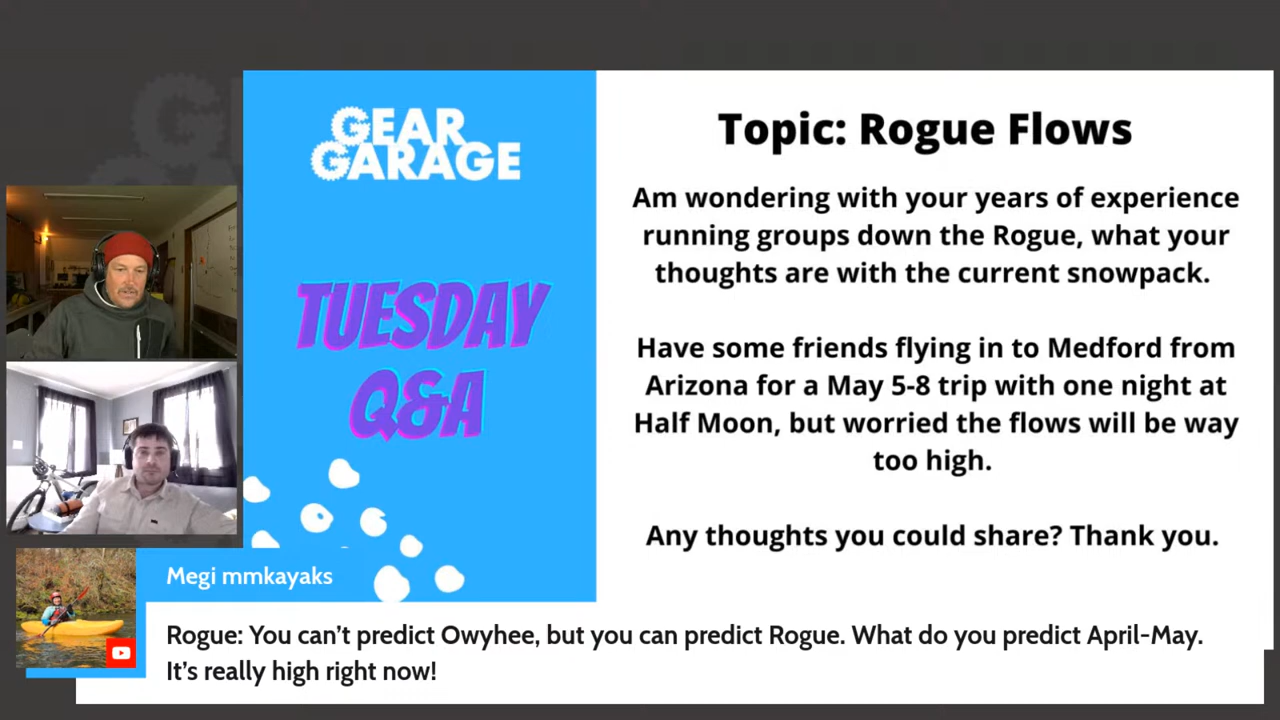 GEAR
GARAGE
TUESDAY
Q&A
Topic: Rogue Flows
Am wondering with your years of experience
running groups down the Rogue, what your
thoughts are with the current snowpack.
Have some friends flying in to Medford from
Arizona for a May 5-8 trip with one night at
Half Moon, but worried the flows will be way
too high.
Any thoughts you could share? Thank you.
Megi mmkayaks
Rogue: You can’t predict Owyhee, but you can predict Rogue. What do you predict April-May.
It’s really high right now!